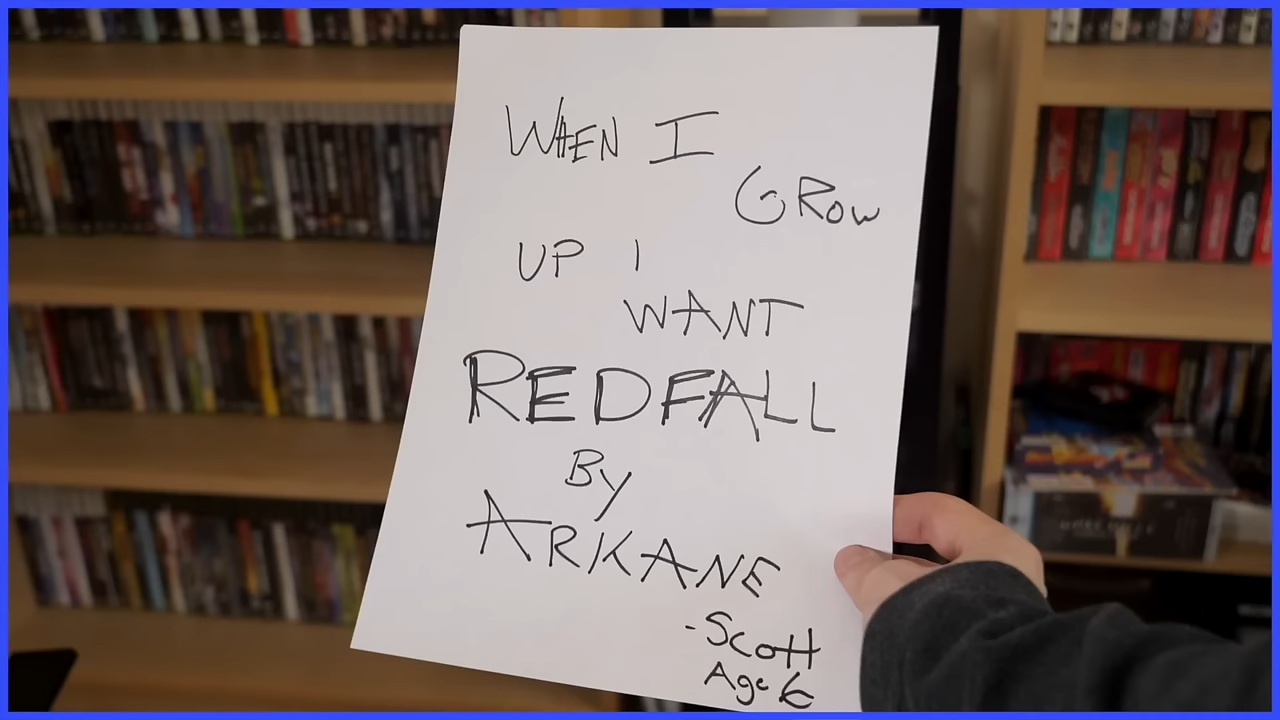 WHEN I
GROW
UP I
WANT
REDFALL
By
ARKANE
-Scott
Age 6